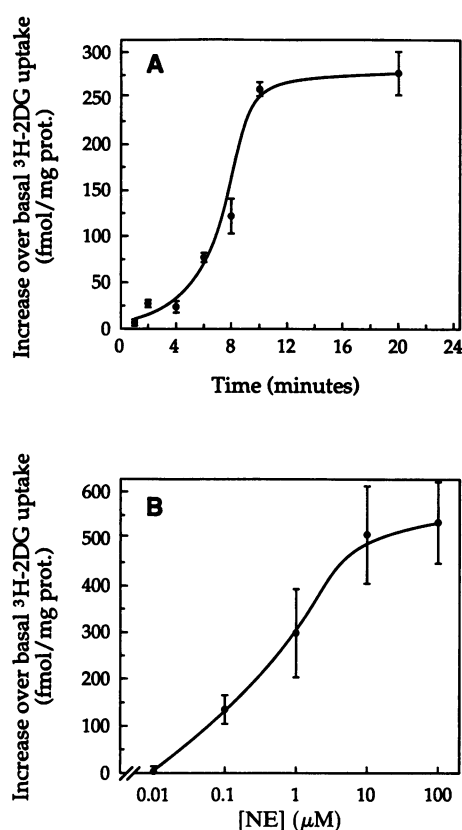 A
Increase over basal ³H-2DG uptake
(fmol/mg prot.)
300
250
200
150
100
50
0
0 4 8 12 16 20 24
Time (minutes)
B
Increase over basal ³H-2DG uptake
(fmol/mg prot.)
600
500
400
300
200
100
0
0.01 0.1 1 10 100
[NE] (μM)